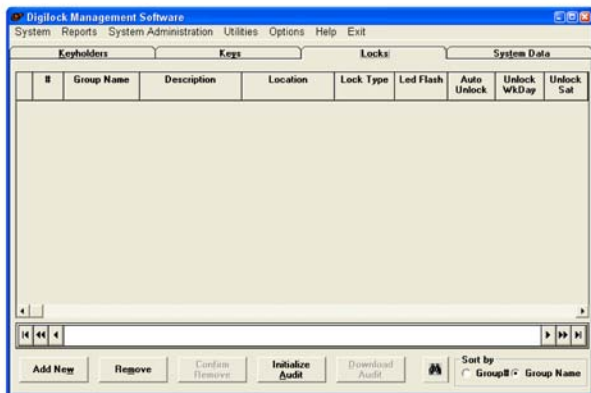 Digilock Management Software
System Reports System Administration Utilities Options Help Exit
Keyholders Keys Locks System Data
# Group Name Description Location Lock Type Led Flash Auto Unlock Unlock WkDay Unlock Sat
Add New Remove Confirm Remove Initialize Audit Download Audit Sort by
Group# Group Name